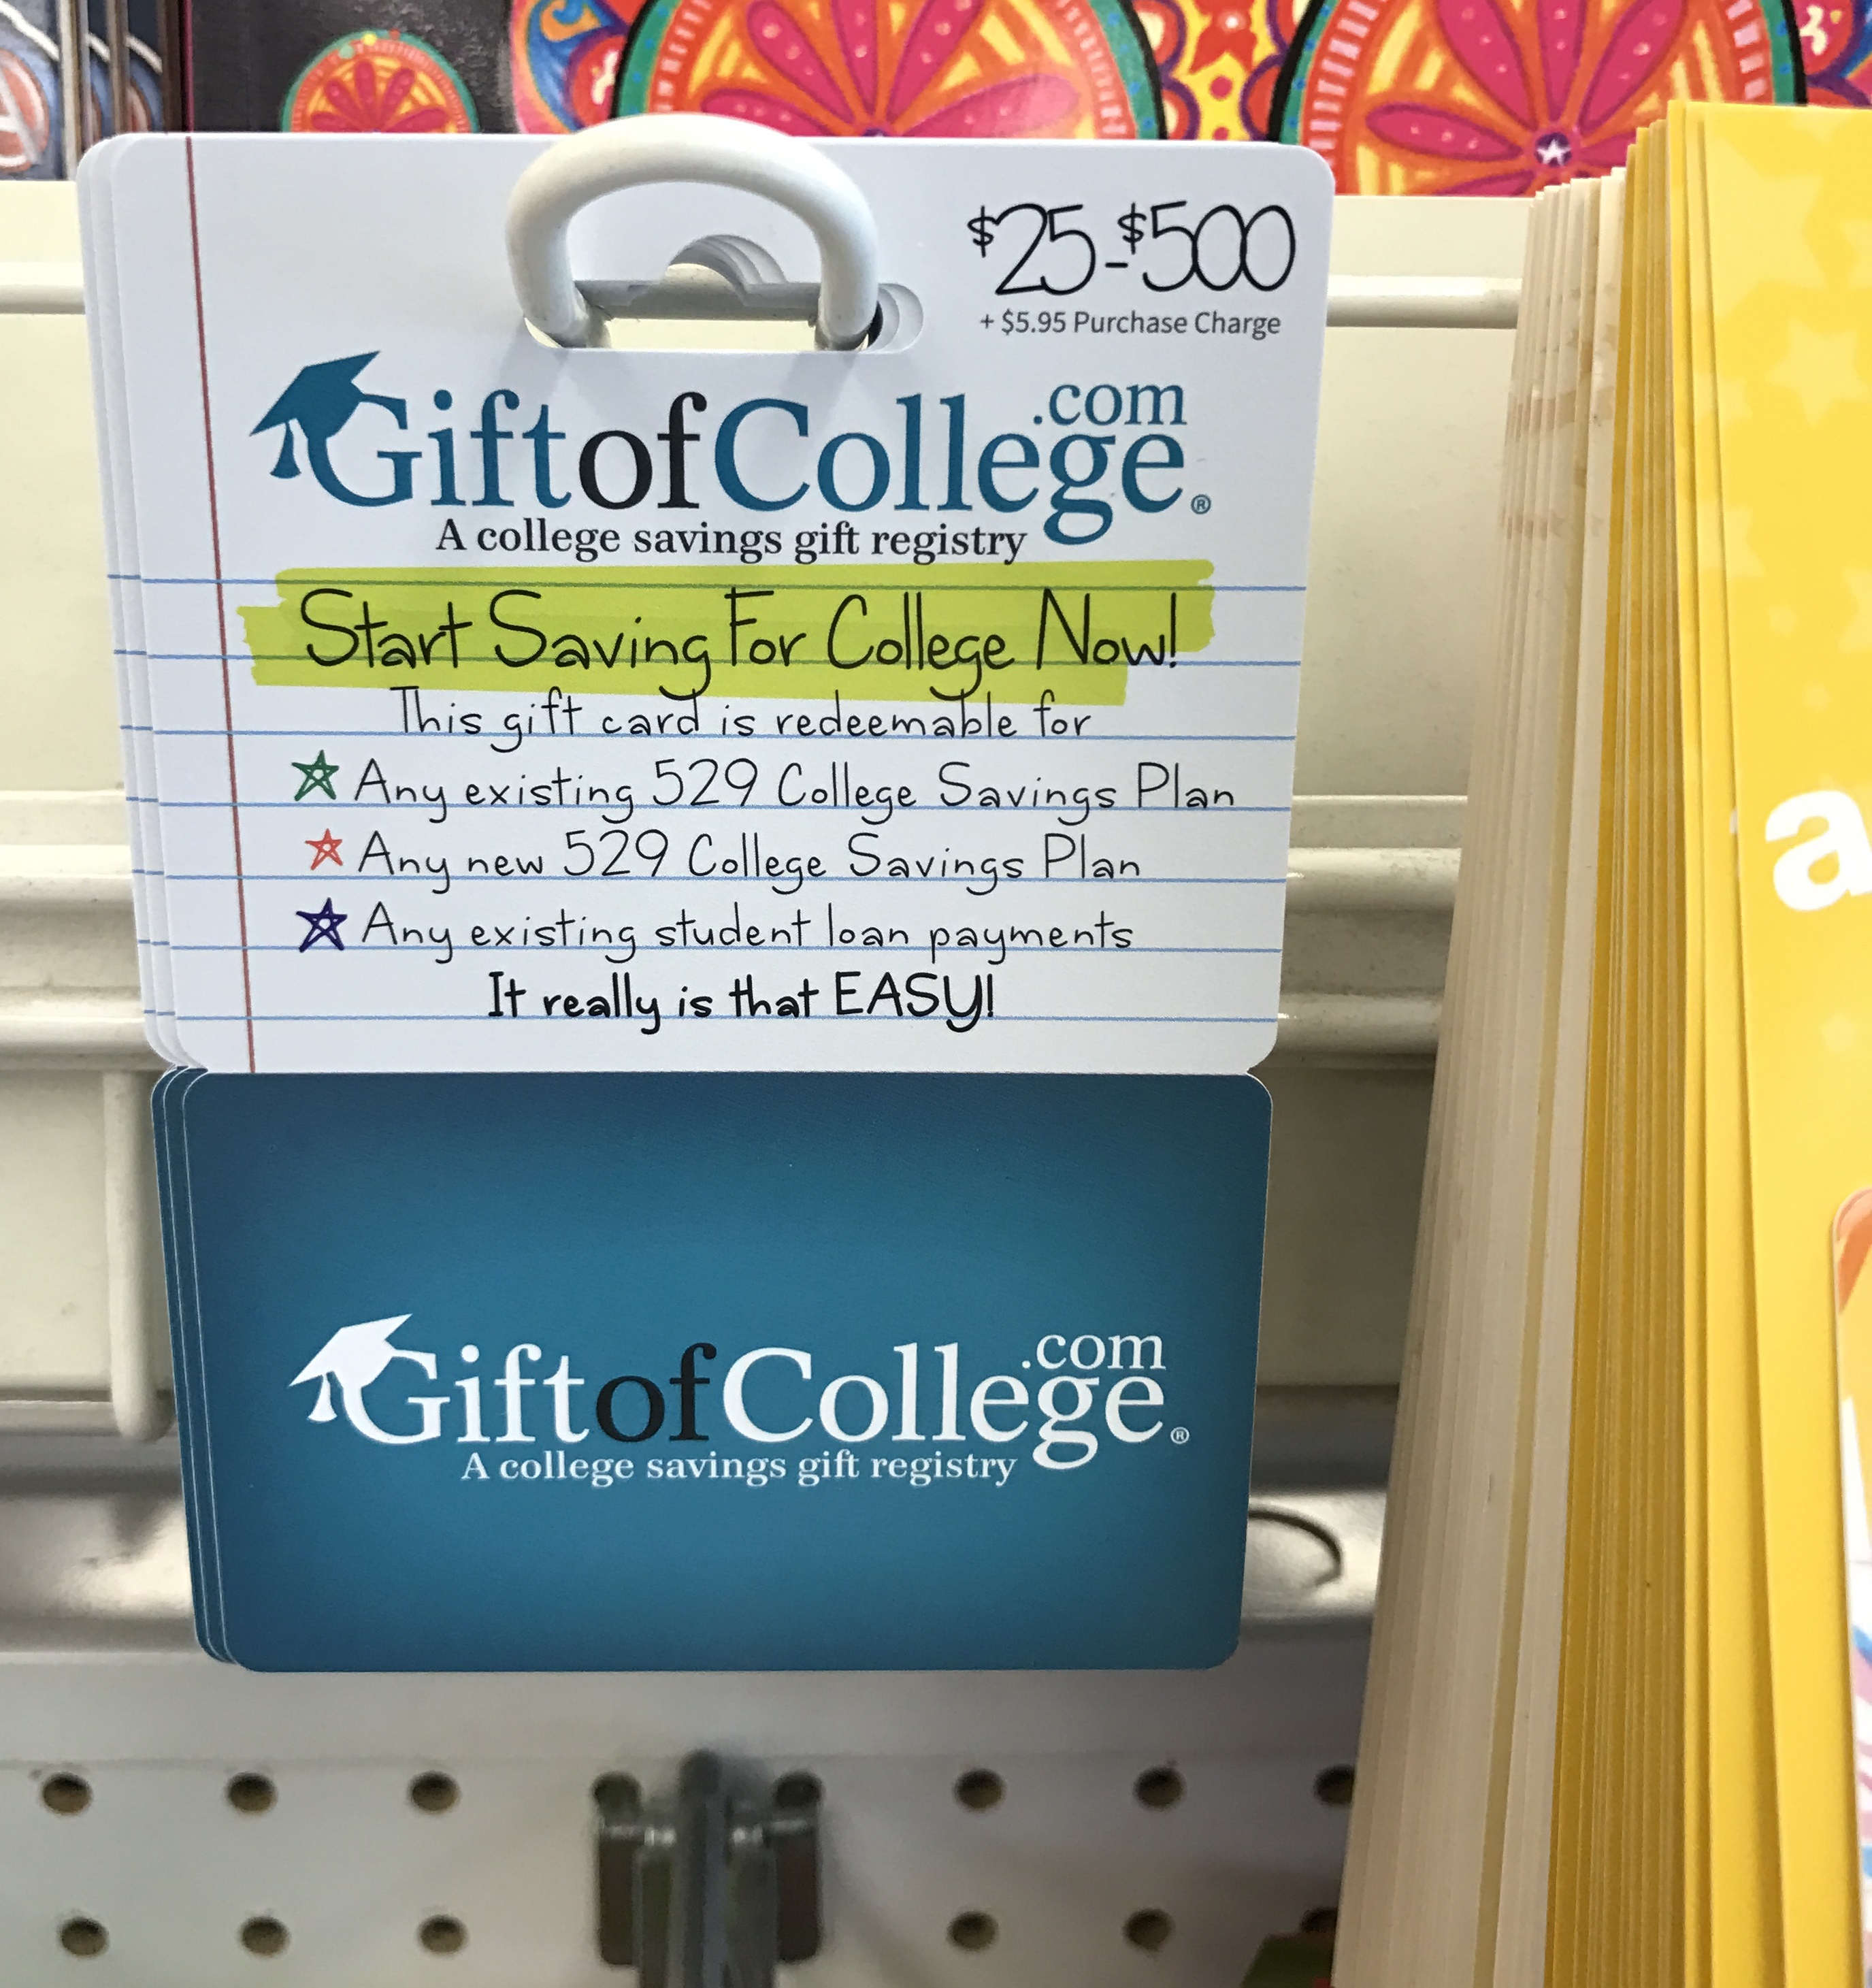 $25-$500
+ $5.95 Purchase Charge
GiftofCollege.com®
A college savings gift registry
Start Saving For College Now!
This gift card is redeemable for
Any existing 529 College Savings Plan
Any new 529 College Savings Plan
Any existing student loan payments
It really is that EASY!
GiftofCollege.com®
A college savings gift registry
a